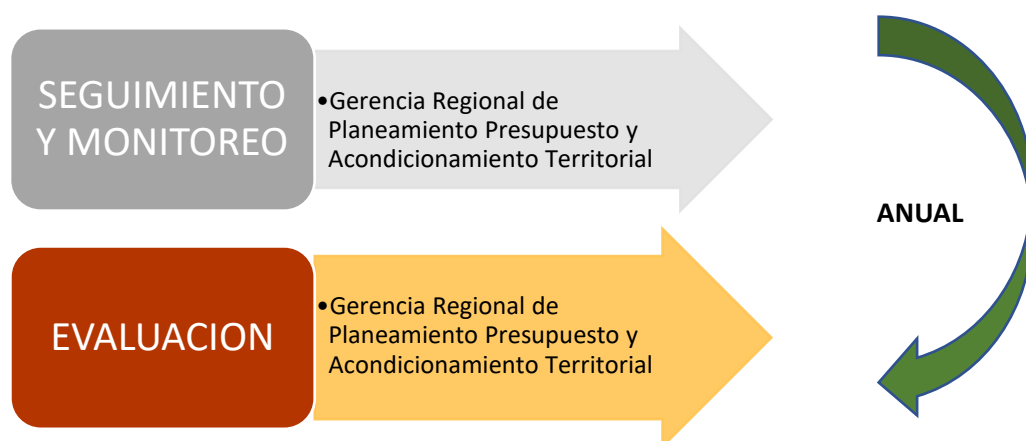 SEGUIMIENTO
Y MONITOREO
•Gerencia Regional de
Planeamiento Presupuesto y
Acondicionamiento Territorial
ANUAL
EVALUACION
•Gerencia Regional de
Planeamiento Presupuesto y
Acondicionamiento Territorial